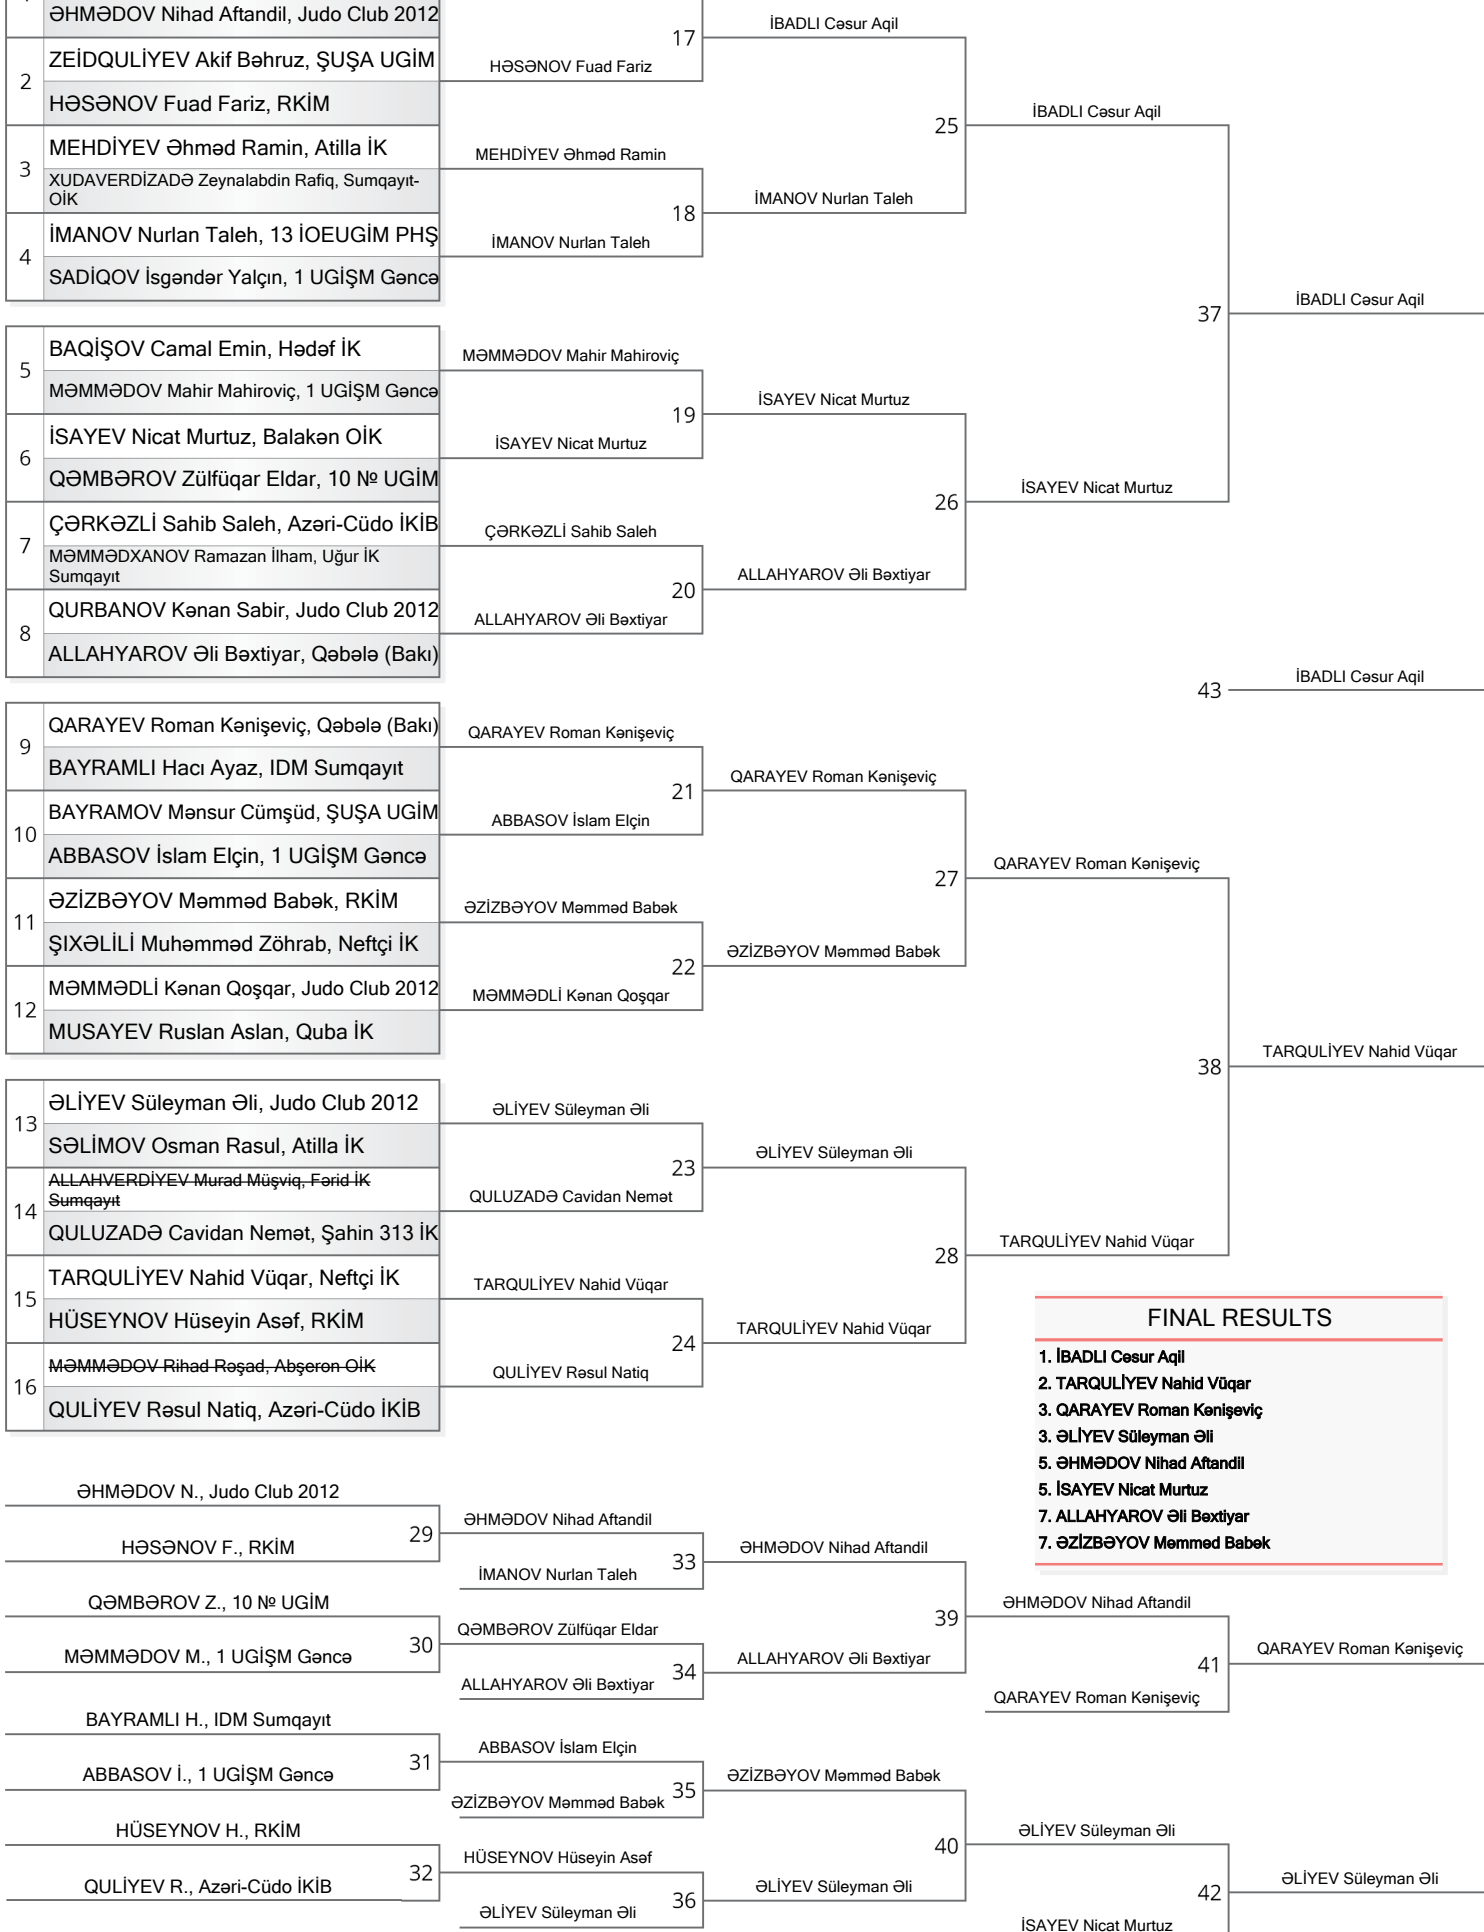 ƏHMƏDOV Nihad Aftandil, Judo Club 2012
2
ZEİDQULİYEV Akif Bəhruz, ŞUŞA UGİM
HƏSƏNOV Fuad Fariz, RKİM
3
MEHDİYEV Əhməd Ramin, Atilla İK
XUDAVERDİZADƏ Zeynalabdin Rafiq, Sumqayıt-
OİK
4
İMANOV Nurlan Taleh, 13 İOEUGİM PHŞ
SADİQOV İsgəndər Yalçın, 1 UGİŞM Gəncə
5
BAQİŞOV Camal Emin, Hədəf İK
MƏMMƏDOV Mahir Mahiroviç, 1 UGİŞM Gəncə
6
İSAYEV Nicat Murtuz, Balakən OİK
QƏMBƏROV Zülfüqar Eldar, 10 № UGİM
7
ÇƏRKƏZLİ Sahib Saleh, Azəri-Cüdo İKİB
MƏMMƏDXANOV Ramazan İlham, Uğur İK
Sumqayıt
8
QURBANOV Kənan Sabir, Judo Club 2012
ALLAHYAROV Əli Bəxtiyar, Qəbələ (Bakı)
9
QARAYEV Roman Kənişeviç, Qəbələ (Bakı)
BAYRAMLI Hacı Ayaz, IDM Sumqayıt
10
BAYRAMOV Mənsur Cümşüd, ŞUŞA UGİM
ABBASOV İslam Elçin, 1 UGİŞM Gəncə
11
ƏZİZBƏYOV Məmməd Babək, RKİM
ŞIXƏLİLİ Muhəmməd Zöhrab, Neftçi İK
12
MƏMMƏDLİ Kənan Qoşqar, Judo Club 2012
MUSAYEV Ruslan Aslan, Quba İK
13
ƏLİYEV Süleyman Əli, Judo Club 2012
SƏLİMOV Osman Rasul, Atilla İK
14
ALLAHVERDİYEV Murad Müşviq, Fərid İK
Sumqayıt
QULUZADƏ Cavidan Nemət, Şahin 313 İK
15
TARQULİYEV Nahid Vüqar, Neftçi İK
HÜSEYNOV Hüseyin Asəf, RKİM
16
MƏMMƏDOV Rihad Rəşad, Abşeron OİK
QULİYEV Rəsul Natiq, Azəri-Cüdo İKİB
HƏSƏNOV Fuad Fariz
17
MEHDİYEV Əhməd Ramin
18
İMANOV Nurlan Taleh
MƏMMƏDOV Mahir Mahiroviç
19
İSAYEV Nicat Murtuz
ÇƏRKƏZLİ Sahib Saleh
20
ALLAHYAROV Əli Bəxtiyar
QARAYEV Roman Kənişeviç
21
ABBASOV İslam Elçin
ƏZİZBƏYOV Məmməd Babək
22
MƏMMƏDLİ Kənan Qoşqar
ƏLİYEV Süleyman Əli
23
QULUZADƏ Cavidan Nemət
TARQULİYEV Nahid Vüqar
24
QULİYEV Rəsul Natiq
İBADLI Cəsur Aqil
25
İMANOV Nurlan Taleh
İSAYEV Nicat Murtuz
26
ALLAHYAROV Əli Bəxtiyar
QARAYEV Roman Kənişeviç
27
ƏZİZBƏYOV Məmməd Babək
ƏLİYEV Süleyman Əli
28
TARQULİYEV Nahid Vüqar
İBADLI Cəsur Aqil
37
İSAYEV Nicat Murtuz
QARAYEV Roman Kənişeviç
38
TARQULİYEV Nahid Vüqar
İBADLI Cəsur Aqil
43
İBADLI Cəsur Aqil
TARQULİYEV Nahid Vüqar
FINAL RESULTS
1. İBADLI Cəsur Aqil
2. TARQULİYEV Nahid Vüqar
3. QARAYEV Roman Kənişeviç
3. ƏLİYEV Süleyman Əli
5. ƏHMƏDOV Nihad Aftandil
5. İSAYEV Nicat Murtuz
7. ALLAHYAROV Əli Bəxtiyar
7. ƏZİZBƏYOV Məmməd Babək
ƏHMƏDOV N., Judo Club 2012
29
HƏSƏNOV F., RKİM
QƏMBƏROV Z., 10 № UGİM
30
MƏMMƏDOV M., 1 UGİŞM Gəncə
BAYRAMLI H., IDM Sumqayıt
31
ABBASOV İ., 1 UGİŞM Gəncə
HÜSEYNOV H., RKİM
32
QULİYEV R., Azəri-Cüdo İKİB
ƏHMƏDOV Nihad Aftandil
33
İMANOV Nurlan Taleh
QƏMBƏROV Zülfüqar Eldar
34
ALLAHYAROV Əli Bəxtiyar
ABBASOV İslam Elçin
35
ƏZİZBƏYOV Məmməd Babək
HÜSEYNOV Hüseyin Asəf
36
ƏLİYEV Süleyman Əli
ƏHMƏDOV Nihad Aftandil
39
ALLAHYAROV Əli Bəxtiyar
ƏZİZBƏYOV Məmməd Babək
40
ƏLİYEV Süleyman Əli
ƏHMƏDOV Nihad Aftandil
41
QARAYEV Roman Kənişeviç
ƏLİYEV Süleyman Əli
42
İSAYEV Nicat Murtuz
QARAYEV Roman Kənişeviç
ƏLİYEV Süleyman Əli